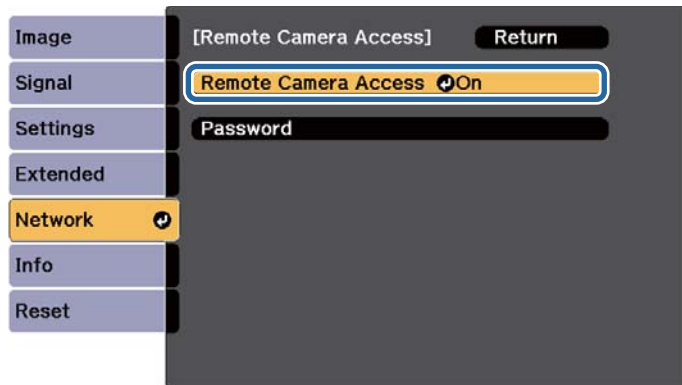 Image
Signal
Settings
Extended
Network
Info
Reset
[Remote Camera Access] Return
Remote Camera Access On
Password